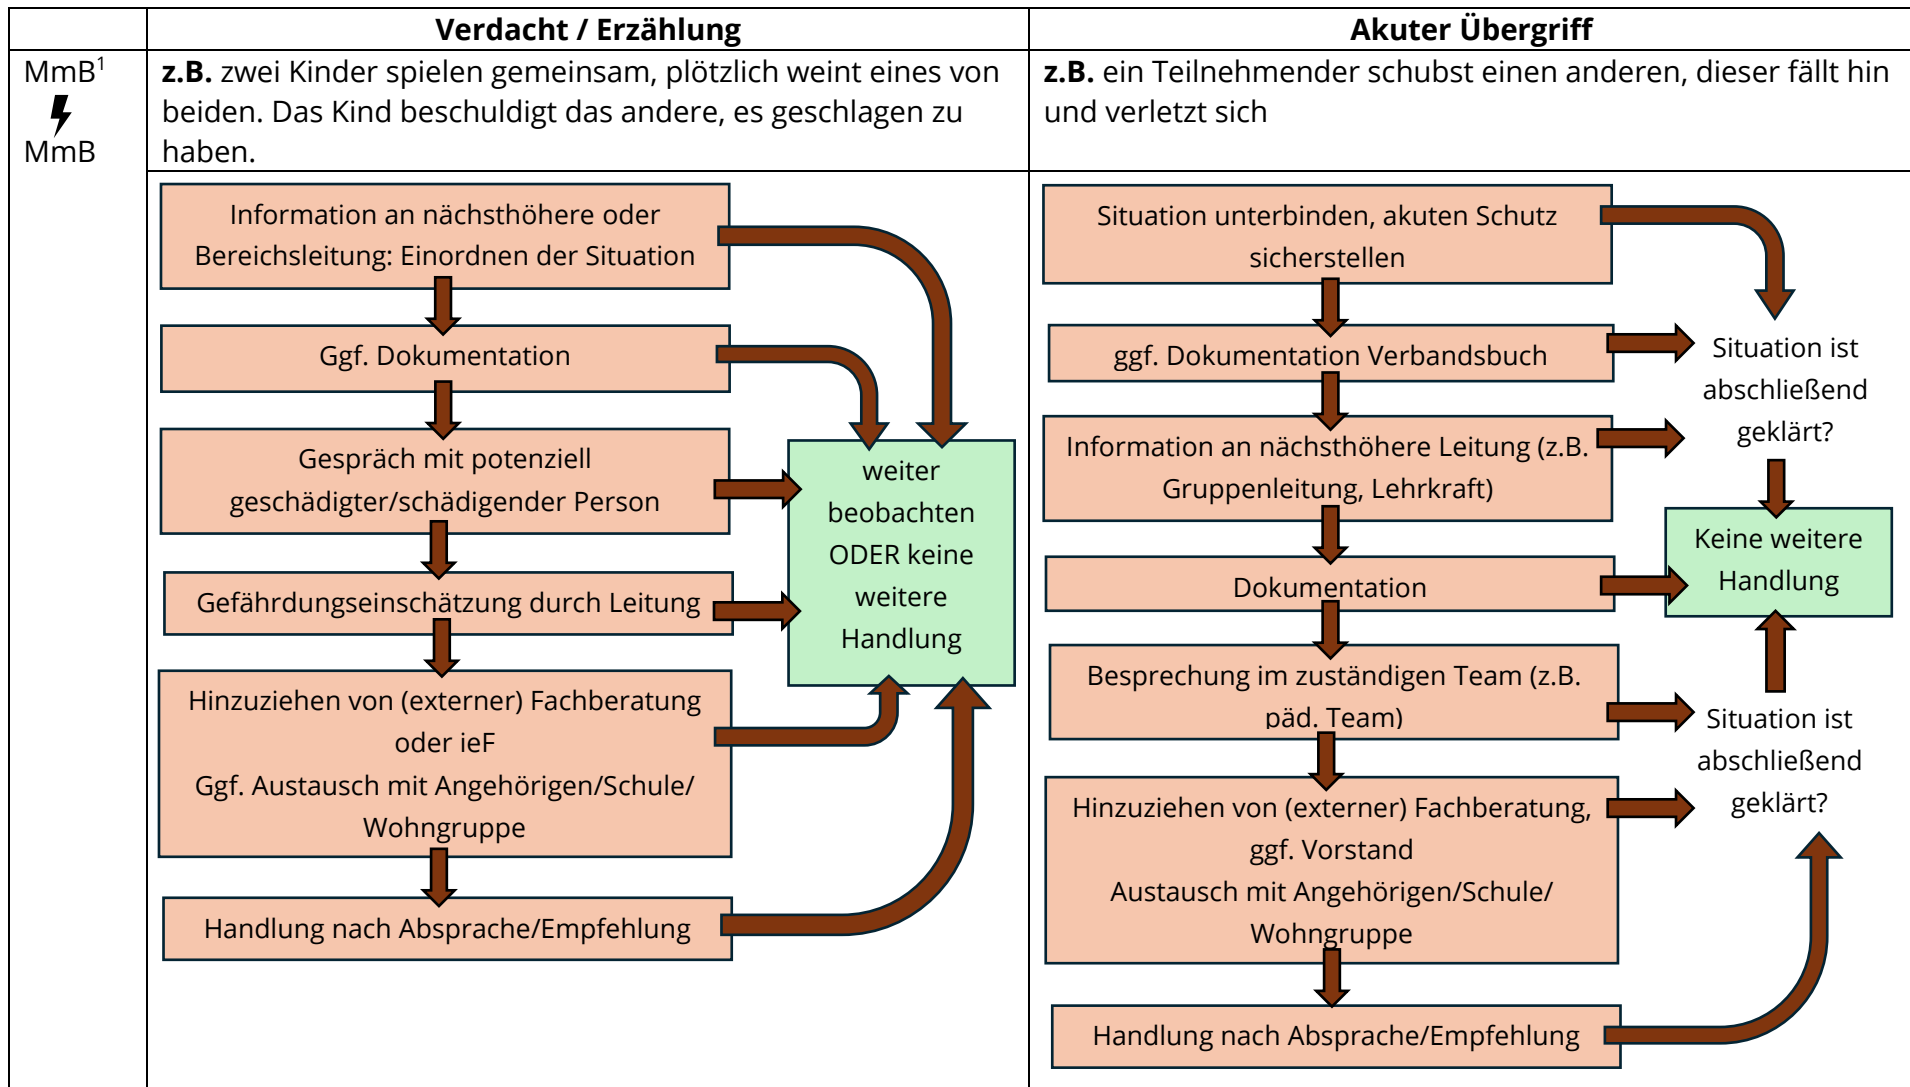 Verdacht / Erzählung
Akuter Übergriff
MmB¹
MmB
z.B. zwei Kinder spielen gemeinsam, plötzlich weint eines von
beiden. Das Kind beschuldigt das andere, es geschlagen zu
haben.
z.B. ein Teilnehmender schubst einen anderen, dieser fällt hin
und verletzt sich
Information an nächsthöhere oder
Bereichsleitung: Einordnen der Situation
Ggf. Dokumentation
Gespräch mit potenziell
geschädigter/schädigender Person
Gefährdungseinschätzung durch Leitung
Hinzuziehen von (externer) Fachberatung
oder ieF
Ggf. Austausch mit Angehörigen/Schule/
Wohngruppe
Handlung nach Absprache/Empfehlung
weiter
beobachten
ODER keine
weitere
Handlung
Situation unterbinden, akuten Schutz
sicherstellen
ggf. Dokumentation Verbandsbuch
Information an nächsthöhere Leitung (z.B.
Gruppenleitung, Lehrkraft)
Dokumentation
Besprechung im zuständigen Team (z.B.
päd. Team)
Hinzuziehen von (externer) Fachberatung,
ggf. Vorstand
Austausch mit Angehörigen/Schule/
Wohngruppe
Handlung nach Absprache/Empfehlung
Situation ist
abschließend
geklärt?
Keine weitere
Handlung
Situation ist
abschließend
geklärt?